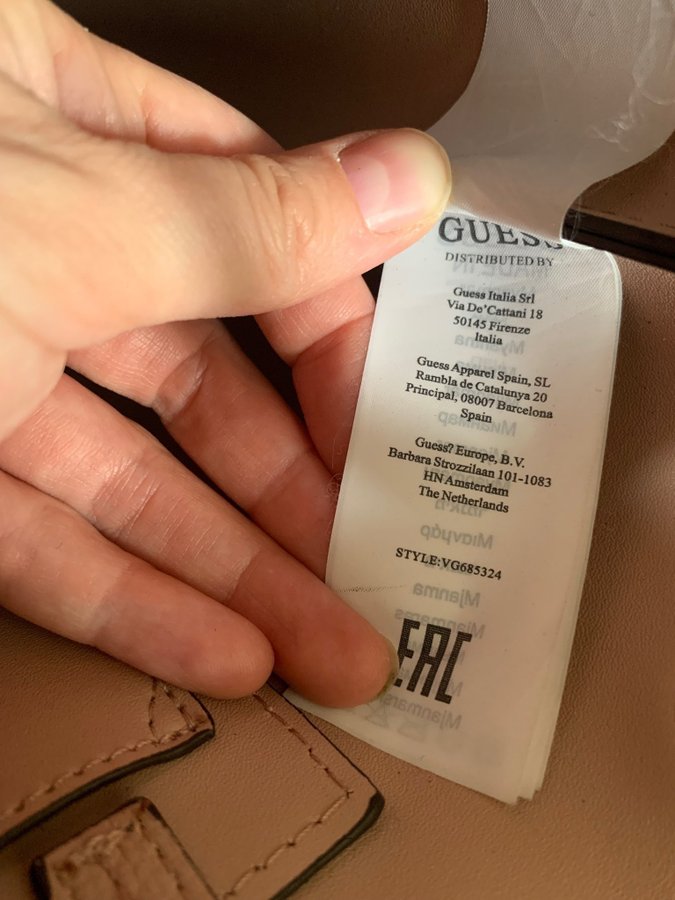 GUESS
DISTRIBUTED BY
Guess Italia Srl
Via De'Cattani 18
50145 Firenze
Italia
Guess Apparel Spain, SL
Rambla de Catalunya 20
Principal, 08007 Barcelona
Spain
Guess? Europe, B.V.
Barbara Strozzilaan 101-1083
HN Amsterdam
The Netherlands
STYLE:VG685324
EAC